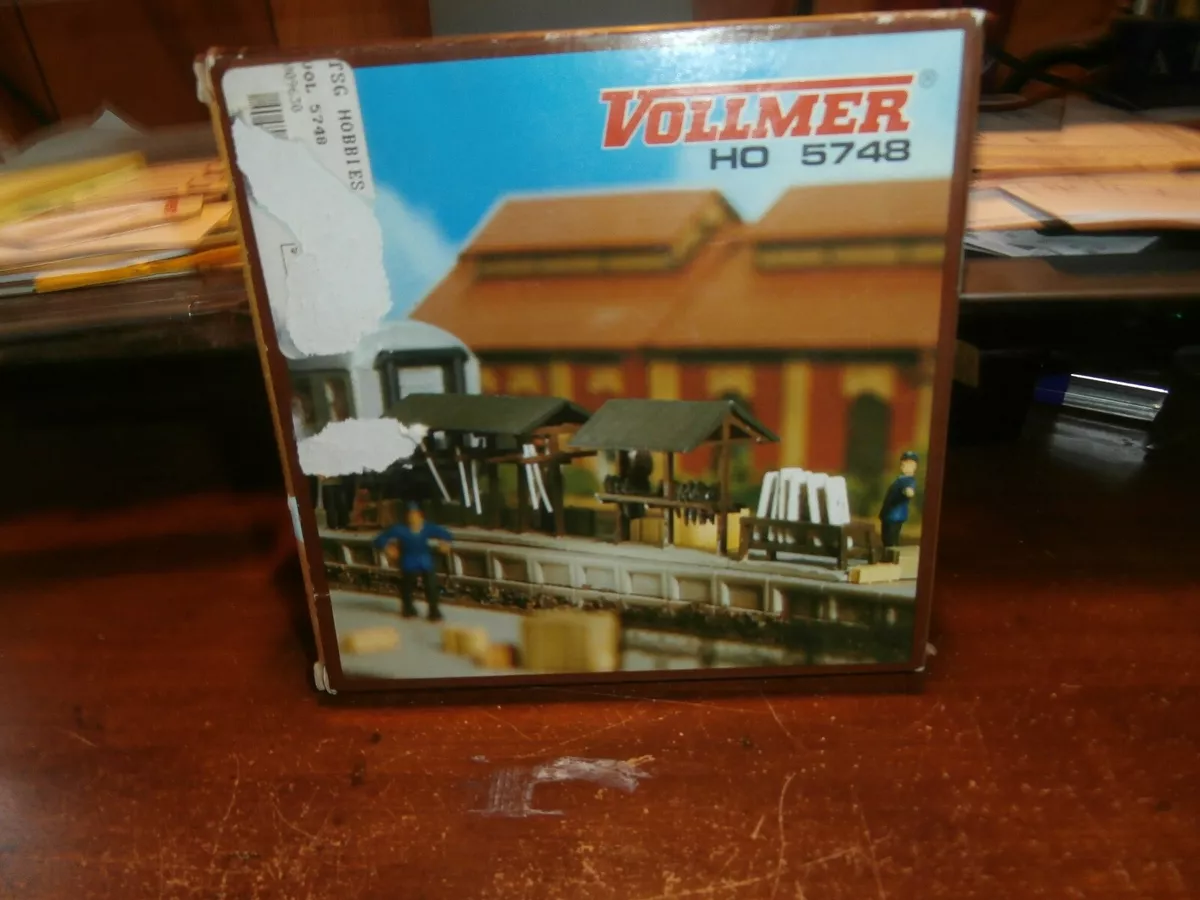 TSG HOBBIES
VOL 5748
VOLLMER®
HO 5748